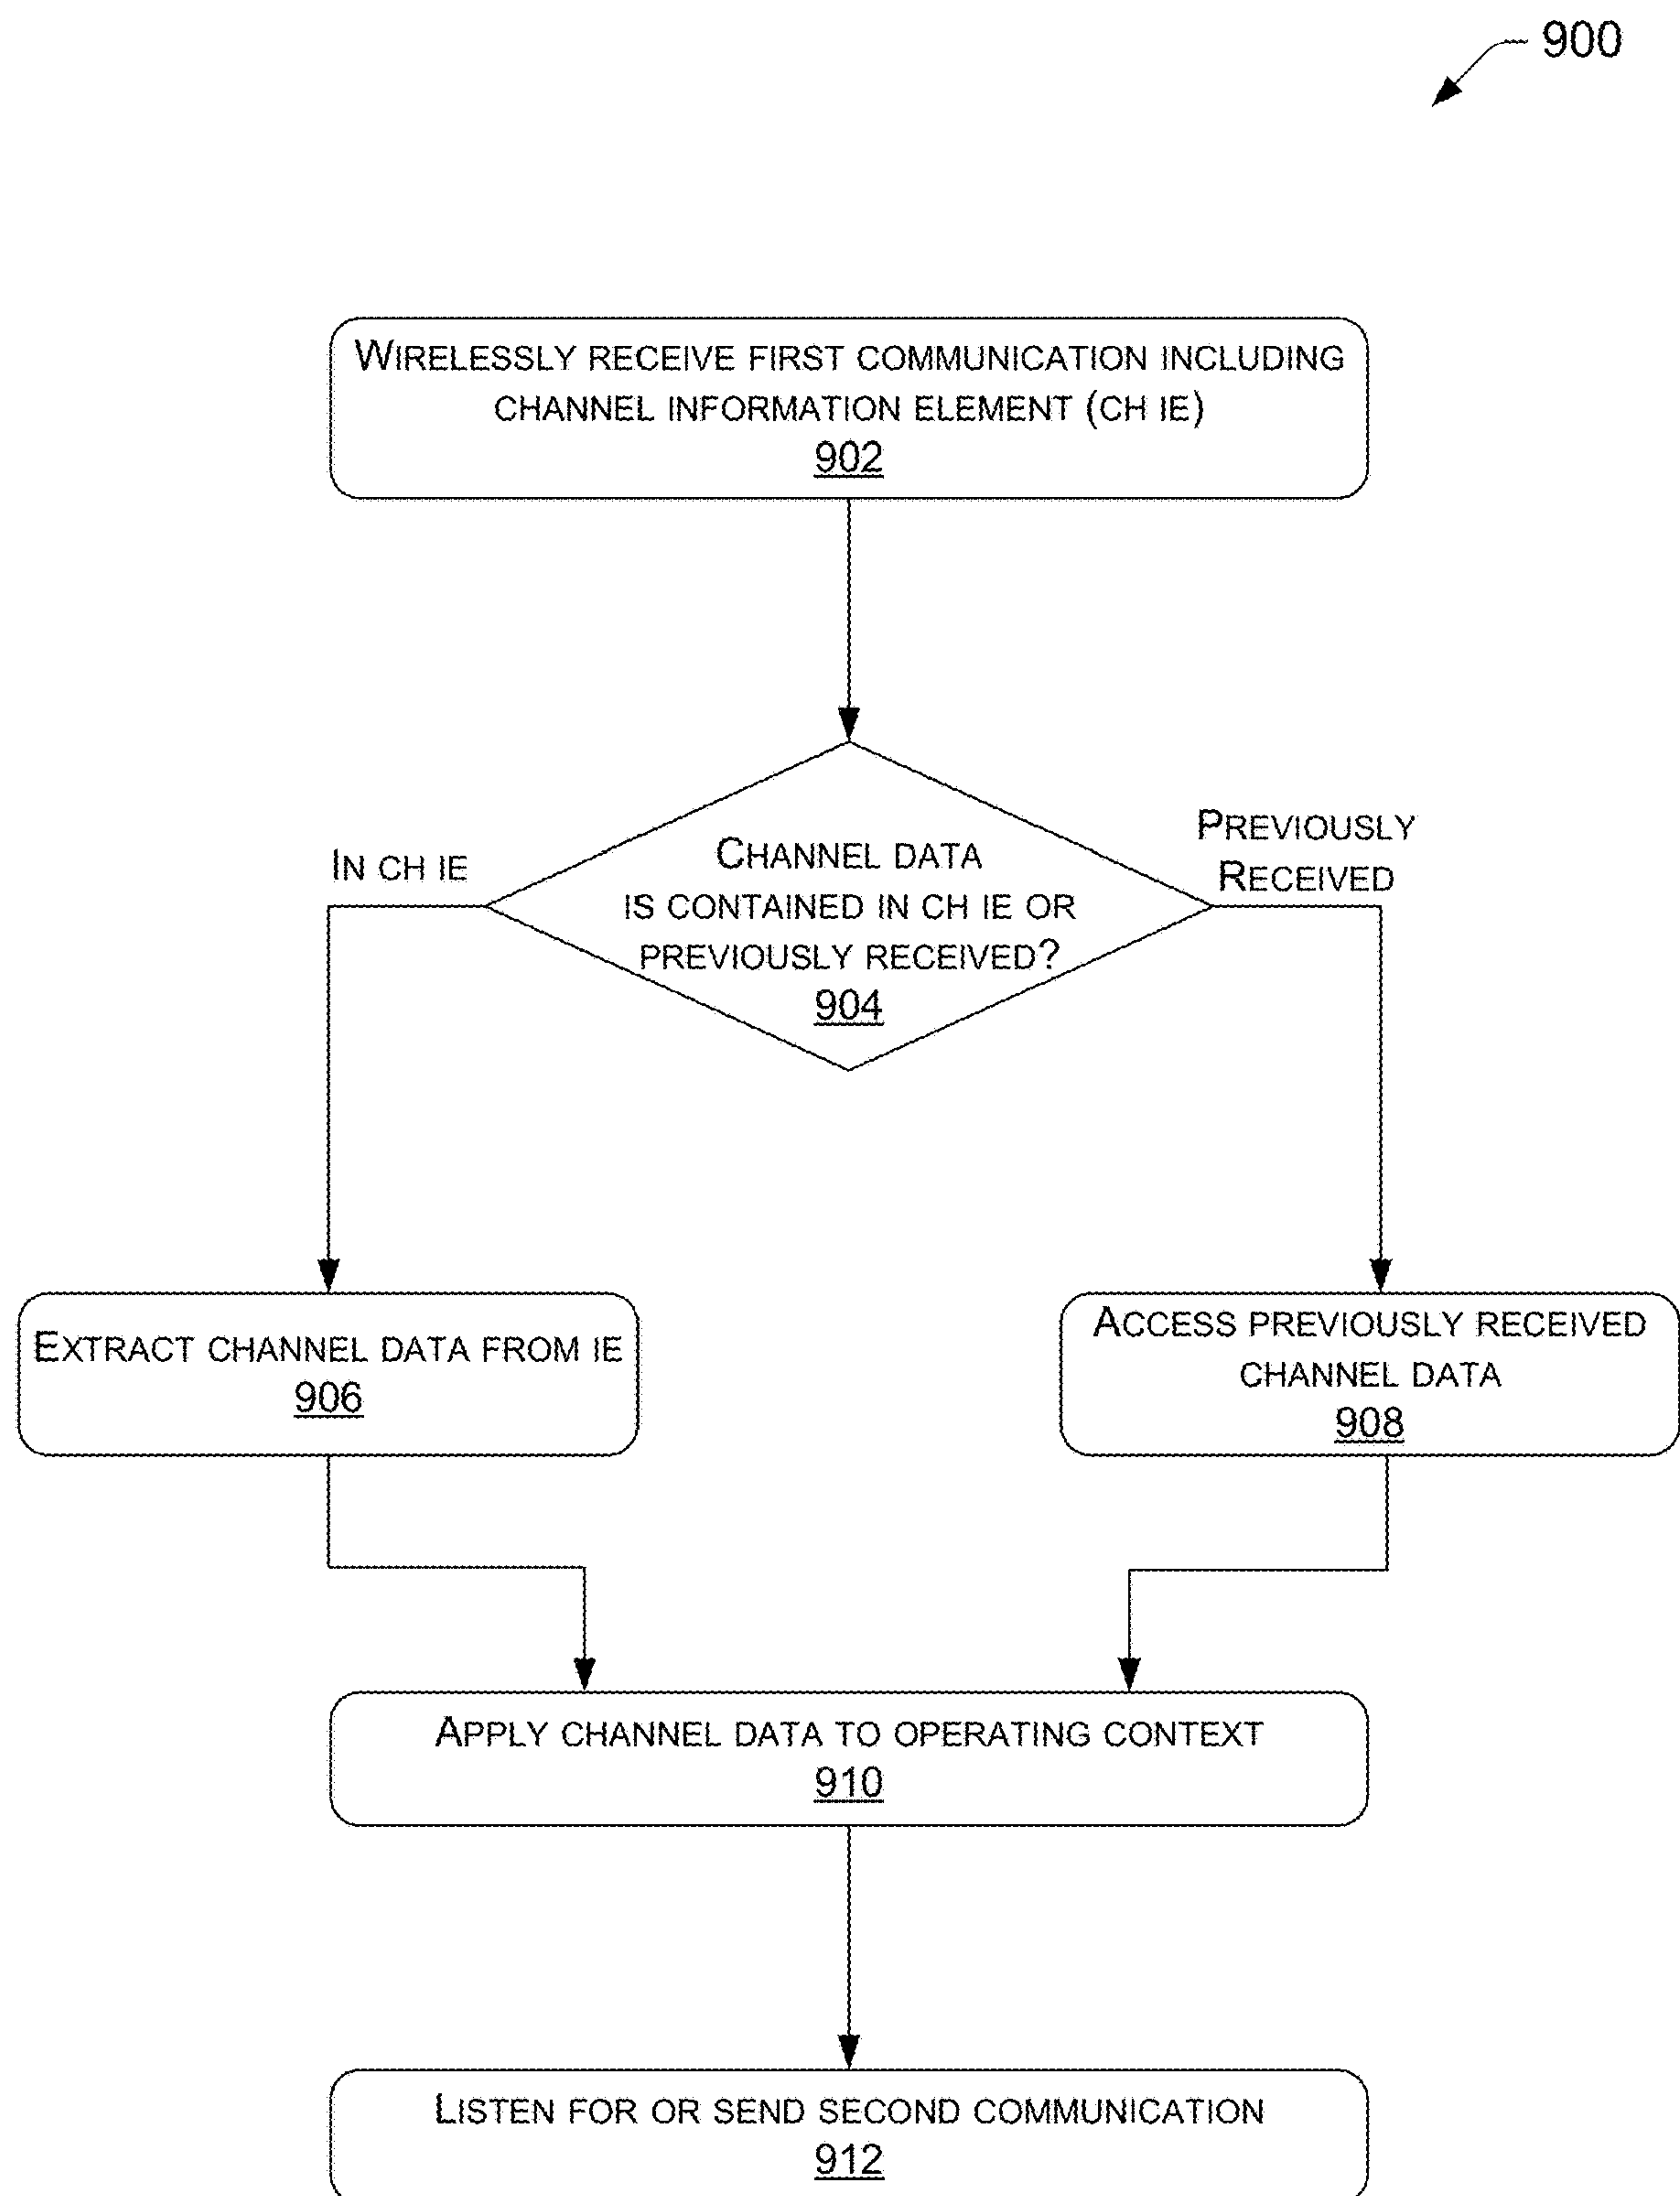 900
WIRELESSLY RECEIVE FIRST COMMUNICATION INCLUDING
CHANNEL INFORMATION ELEMENT (CH IE)
902
IN CH IE
PREVIOUSLY
RECEIVED
CHANNEL DATA
IS CONTAINED IN CH IE OR
PREVIOUSLY RECEIVED?
904
EXTRACT CHANNEL DATA FROM IE
906
ACCESS PREVIOUSLY RECEIVED
CHANNEL DATA
908
APPLY CHANNEL DATA TO OPERATING CONTEXT
910
LISTEN FOR OR SEND SECOND COMMUNICATION
912